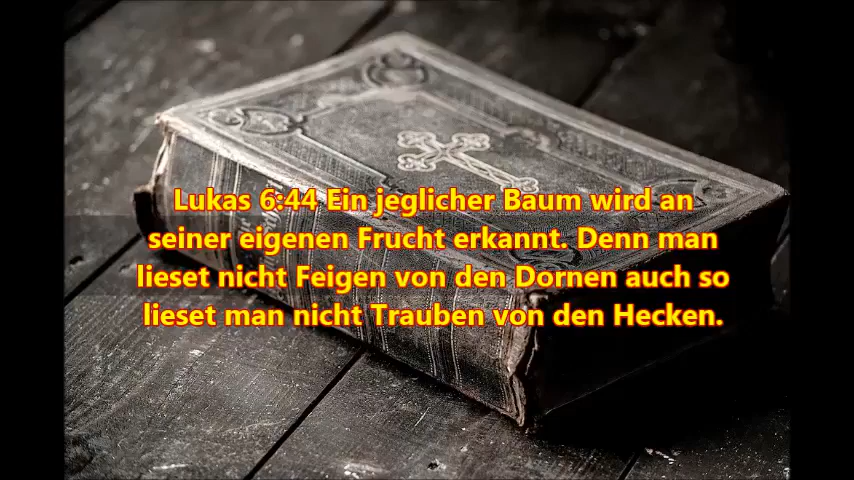 Lukas 6:44 Ein jeglicher Baum wird an
seiner eigenen Frucht erkannt. Denn man
lieset nicht Feigen von den Dornen auch so
lieset man nicht Trauben von den Hecken.